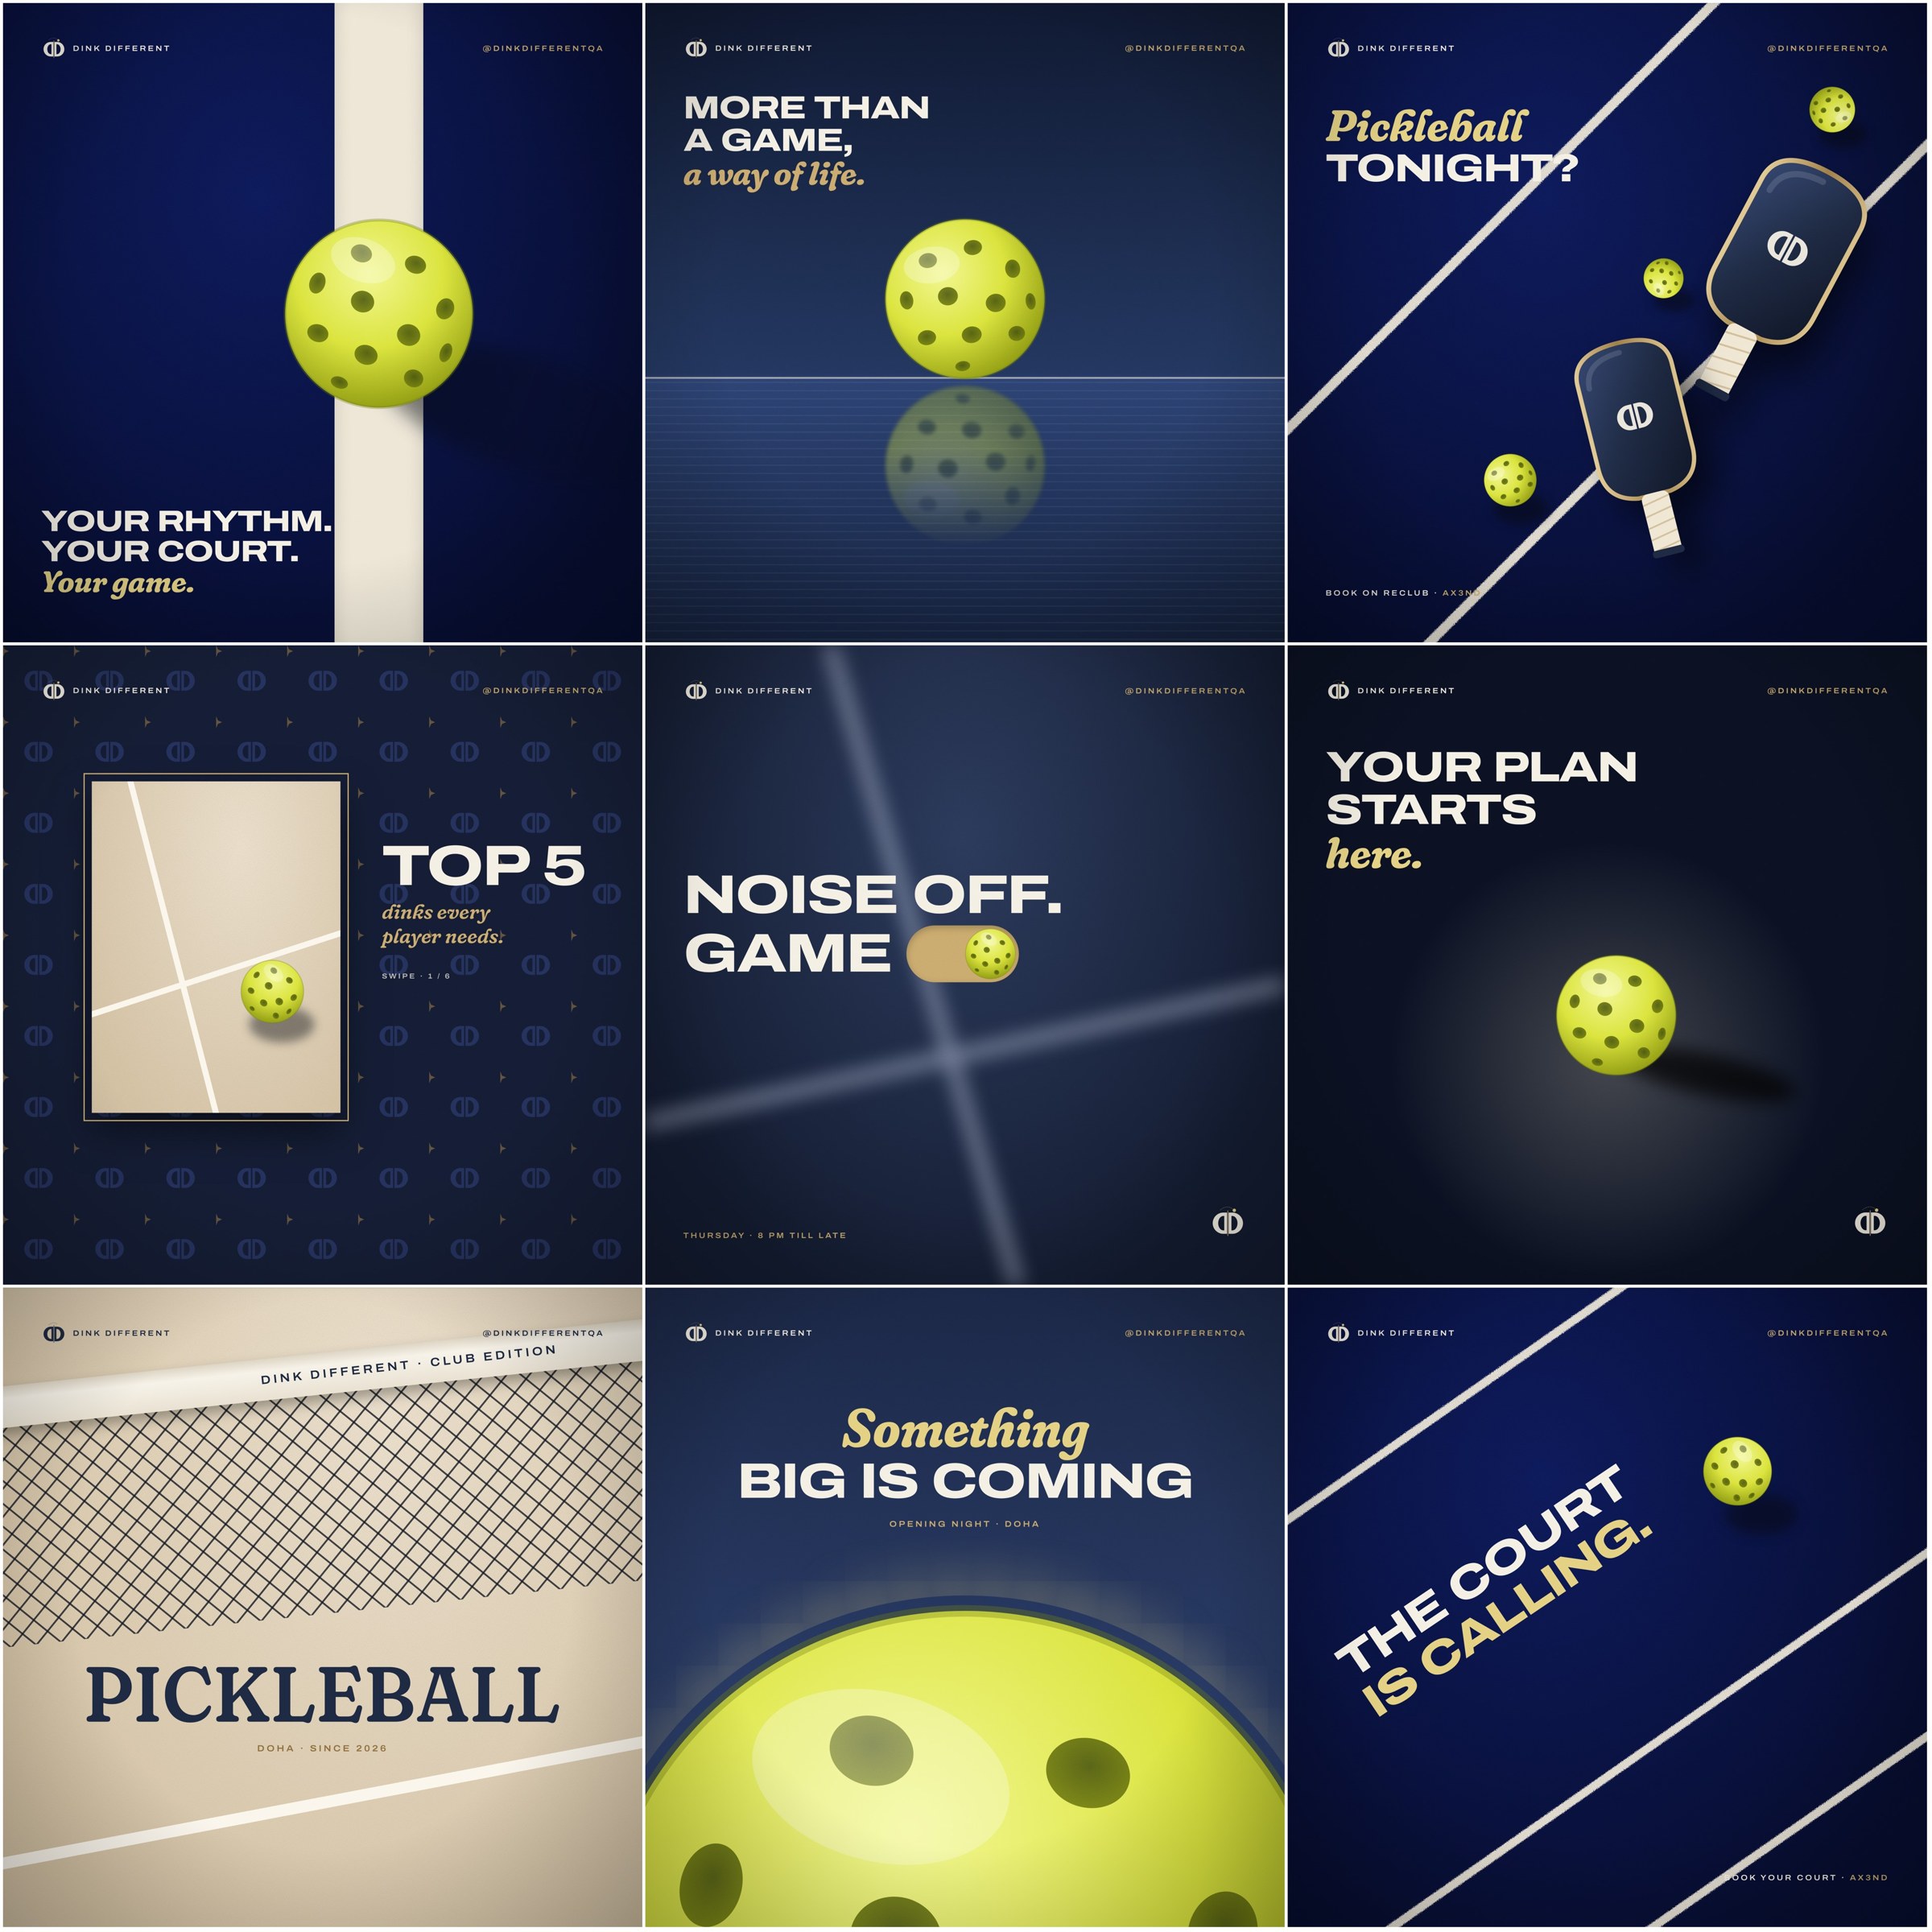 DINK DIFFERENT
@DINKDIFFERENTQA
YOUR RHYTHM.
YOUR COURT.
Your game.
DINK DIFFERENT
@DINKDIFFERENTQA
MORE THAN
A GAME,
a way of life.
DINK DIFFERENT
@DINKDIFFERENTQA
Pickleball
TONIGHT?
BOOK ON RECLUB · AX3ND
DINK DIFFERENT
@DINKDIFFERENTQA
TOP 5
dinks every
player needs.
SWIPE · 1 / 6
DINK DIFFERENT
@DINKDIFFERENTQA
NOISE OFF.
GAME
THURSDAY · 8 PM TILL LATE
DINK DIFFERENT
@DINKDIFFERENTQA
YOUR PLAN
STARTS
here.
DINK DIFFERENT
@DINKDIFFERENTQA
DINK DIFFERENT · CLUB EDITION
PICKLEBALL
DOHA · SINCE 2026
DINK DIFFERENT
@DINKDIFFERENTQA
Something
BIG IS COMING
OPENING NIGHT · DOHA
DINK DIFFERENT
@DINKDIFFERENTQA
THE COURT
IS CALLING.
BOOK YOUR COURT · AX3ND